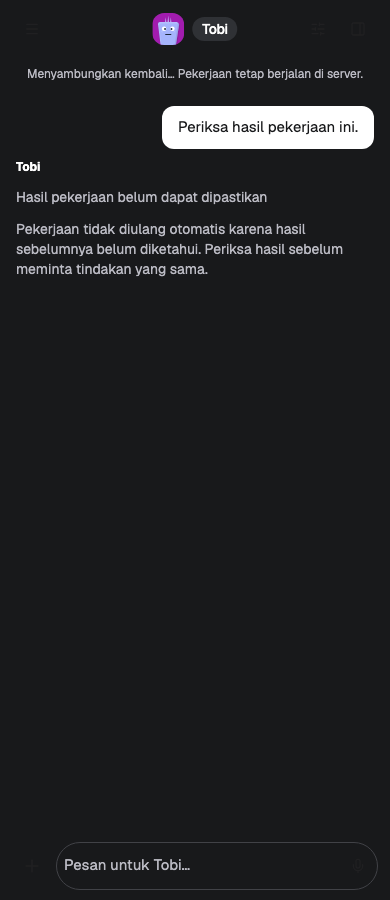 Tobi
Menyambungkan kembali... Pekerjaan tetap berjalan di server.
Periksa hasil pekerjaan ini.
Tobi
Hasil pekerjaan belum dapat dipastikan
Pekerjaan tidak diulang otomatis karena hasil
sebelumnya belum diketahui. Periksa hasil sebelum
meminta tindakan yang sama.
Pesan untuk Tobi...